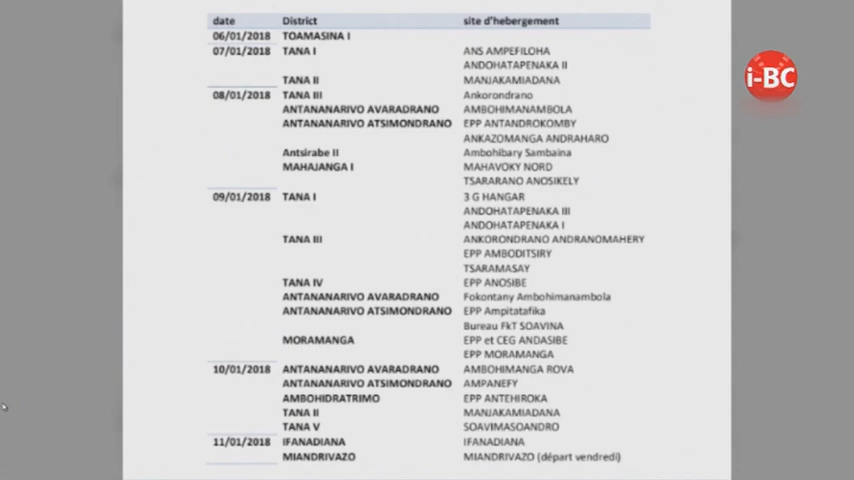 date District site d'hebergement
06/01/2018 TOAMASINA I
07/01/2018 TANA I ANS AMPEFILOHA
ANDOHATAPENAKA II
TANA II MANJAKAMIADANA
08/01/2018 TANA III Ankorondrano
ANTANANARIVO AVARADRANO AMBOHIMANAMBOLA
ANTANANARIVO ATSIMONDRANO EPP ANTANDROKOMBY
ANKAZOMANGA ANDRAHARO
Antsirabe II Ambohibary Sambaina
MAHAJANGA I MAHAVOKY NORD
TSARARANO ANOSIKELY
09/01/2018 TANA I 3 G HANGAR
ANDOHATAPENAKA III
ANDOHATAPENAKA I
TANA III ANKORONDRANO ANDRANOMAHERY
EPP AMBODITSIRY
TSARAMASAY
TANA IV EPP ANOSIBE
ANTANANARIVO AVARADRANO Fokontany Ambohimanambola
ANTANANARIVO ATSIMONDRANO EPP Ampitatafika
Bureau FkT SOAVINA
MORAMANGA EPP et CEG ANDASIBE
EPP MORAMANGA
10/01/2018 ANTANANARIVO AVARADRANO AMBOHIMANGA ROVA
ANTANANARIVO ATSIMONDRANO AMPANEFY
AMBOHIDRATRIMO EPP ANTEHIROKA
TANA II MANJAKAMIADANA
TANA V SOAVIMASOANDRO
11/01/2018 IFANADIANA IFANADIANA
MIANDRIVAZO MIANDRIVAZO (départ vendredi)
i-BC